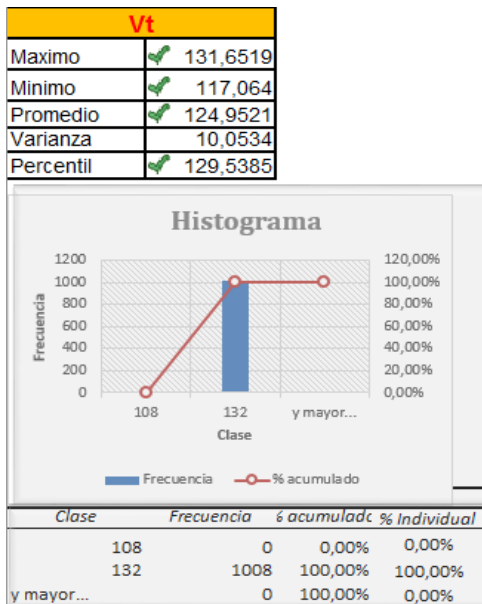 Vt
Maximo 131,6519
Minimo 117,064
Promedio 124,9521
Varianza 10,0534
Percentil 129,5385
Histograma
1200 120,00%
1000 100,00%
800 80,00%
600 60,00%
400 40,00%
200 20,00%
0 0,00%
Frecuencia
108 132 y mayor...
Clase
Frecuencia % acumulado
Clase Frecuencia % acumulado % Individual
108 0 0,00% 0,00%
132 1008 100,00% 100,00%
y mayor... 0 100,00% 0,00%